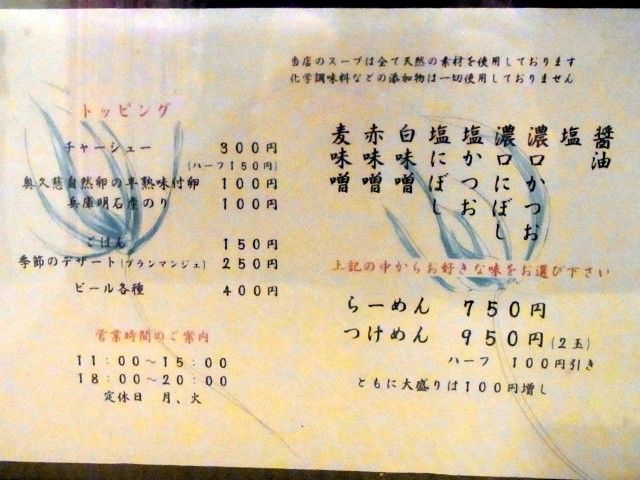 当店のスープは全て天然の素材を使用しております
化学調味料などの添加物は一切使用しておりません
醤油
塩
濃口かつお
濃口にぼし
塩かつお
塩にぼし
白味噌
赤味噌
麦味噌
上記の中からお好きな味をお選び下さい
らーめん 750円
つけめん 950円(2玉)
ハーフ 100円引き
ともに大盛りは100円増し
トッピング
チャーシュー 300円
(ハーフ150円)
奥久慈自然卵の半熟味付卵 100円
兵庫明石産のり 100円
ごはん 150円
季節のデザート(ブランマンジェ) 250円
ビール各種 400円
営業時間のご案内
11:00~15:00
18:00~20:00
定休日 月、火